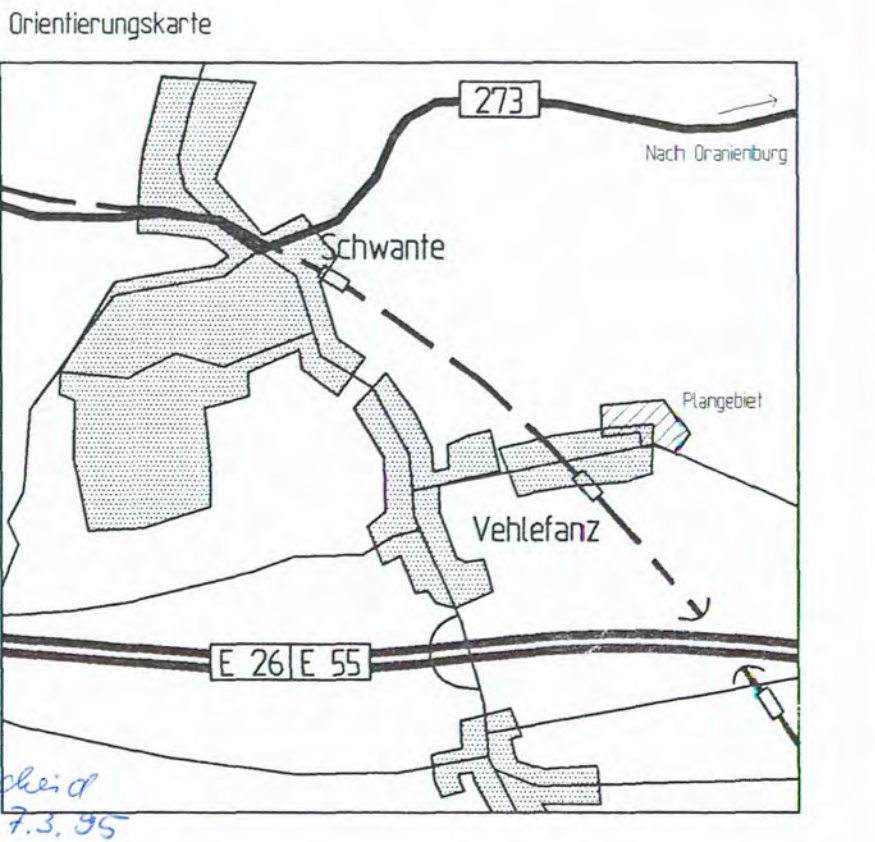 Orientierungskarte
273
Nach Oranienburg
Schwante
Plangebiet
Vehlefanz
E 26 E 55
7.3.95